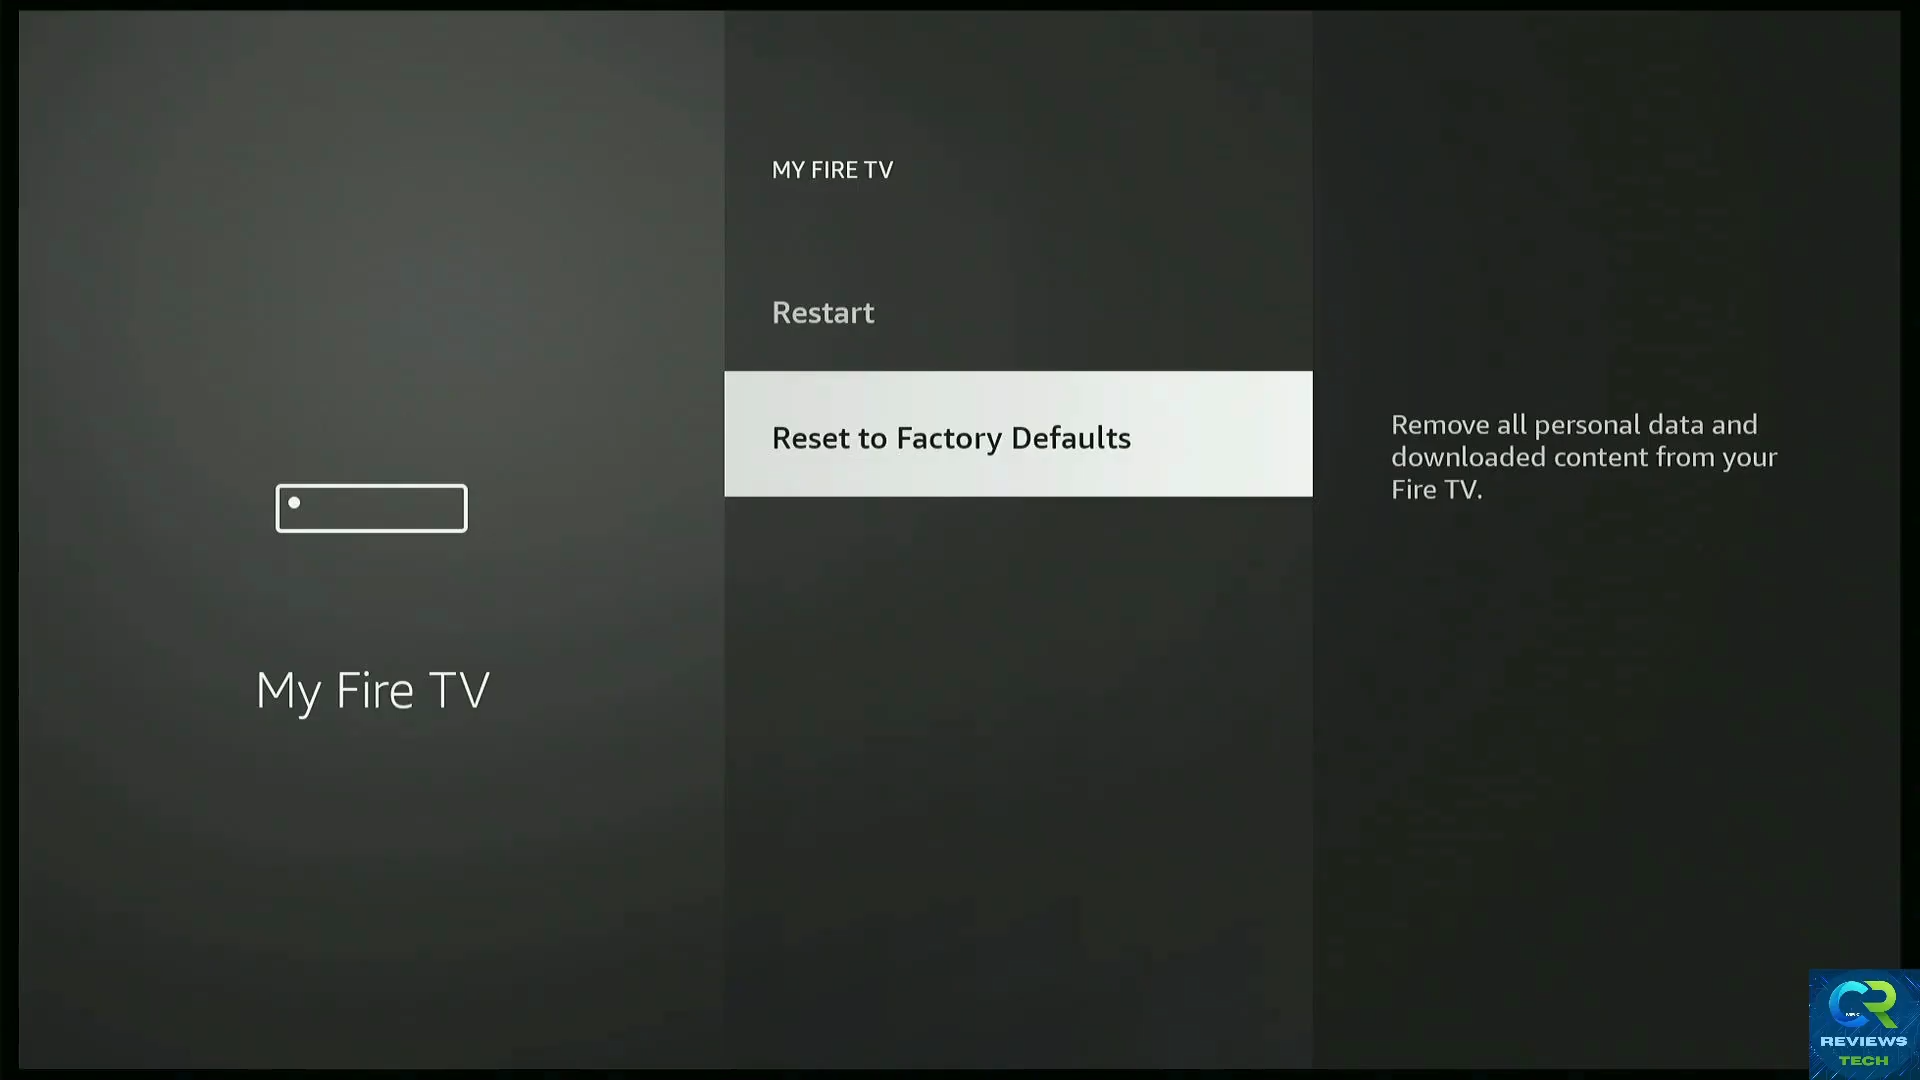 MY FIRE TV
Restart
Reset to Factory Defaults
Remove all personal data and
downloaded content from your
Fire TV.
My Fire TV
CR
REVIEWS
TECH